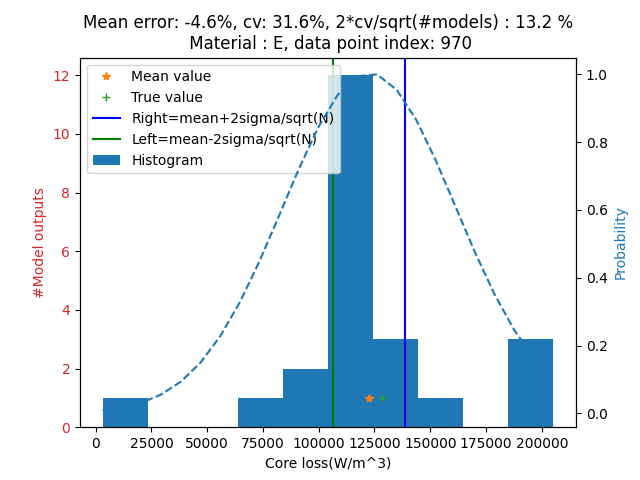 Mean error: -4.6%, cv: 31.6%, 2*cv/sqrt(#models) : 13.2 %
Material : E, data point index: 970
Mean value
True value
Right=mean+2sigma/sqrt(N)
Left=mean-2sigma/sqrt(N)
Histogram
12
10
8
6
4
2
0
#Model outputs
1.0
0.8
0.6
0.4
0.2
0.0
Probability
0 25000 50000 75000 100000 125000 150000 175000 200000
Core loss(W/m^3)